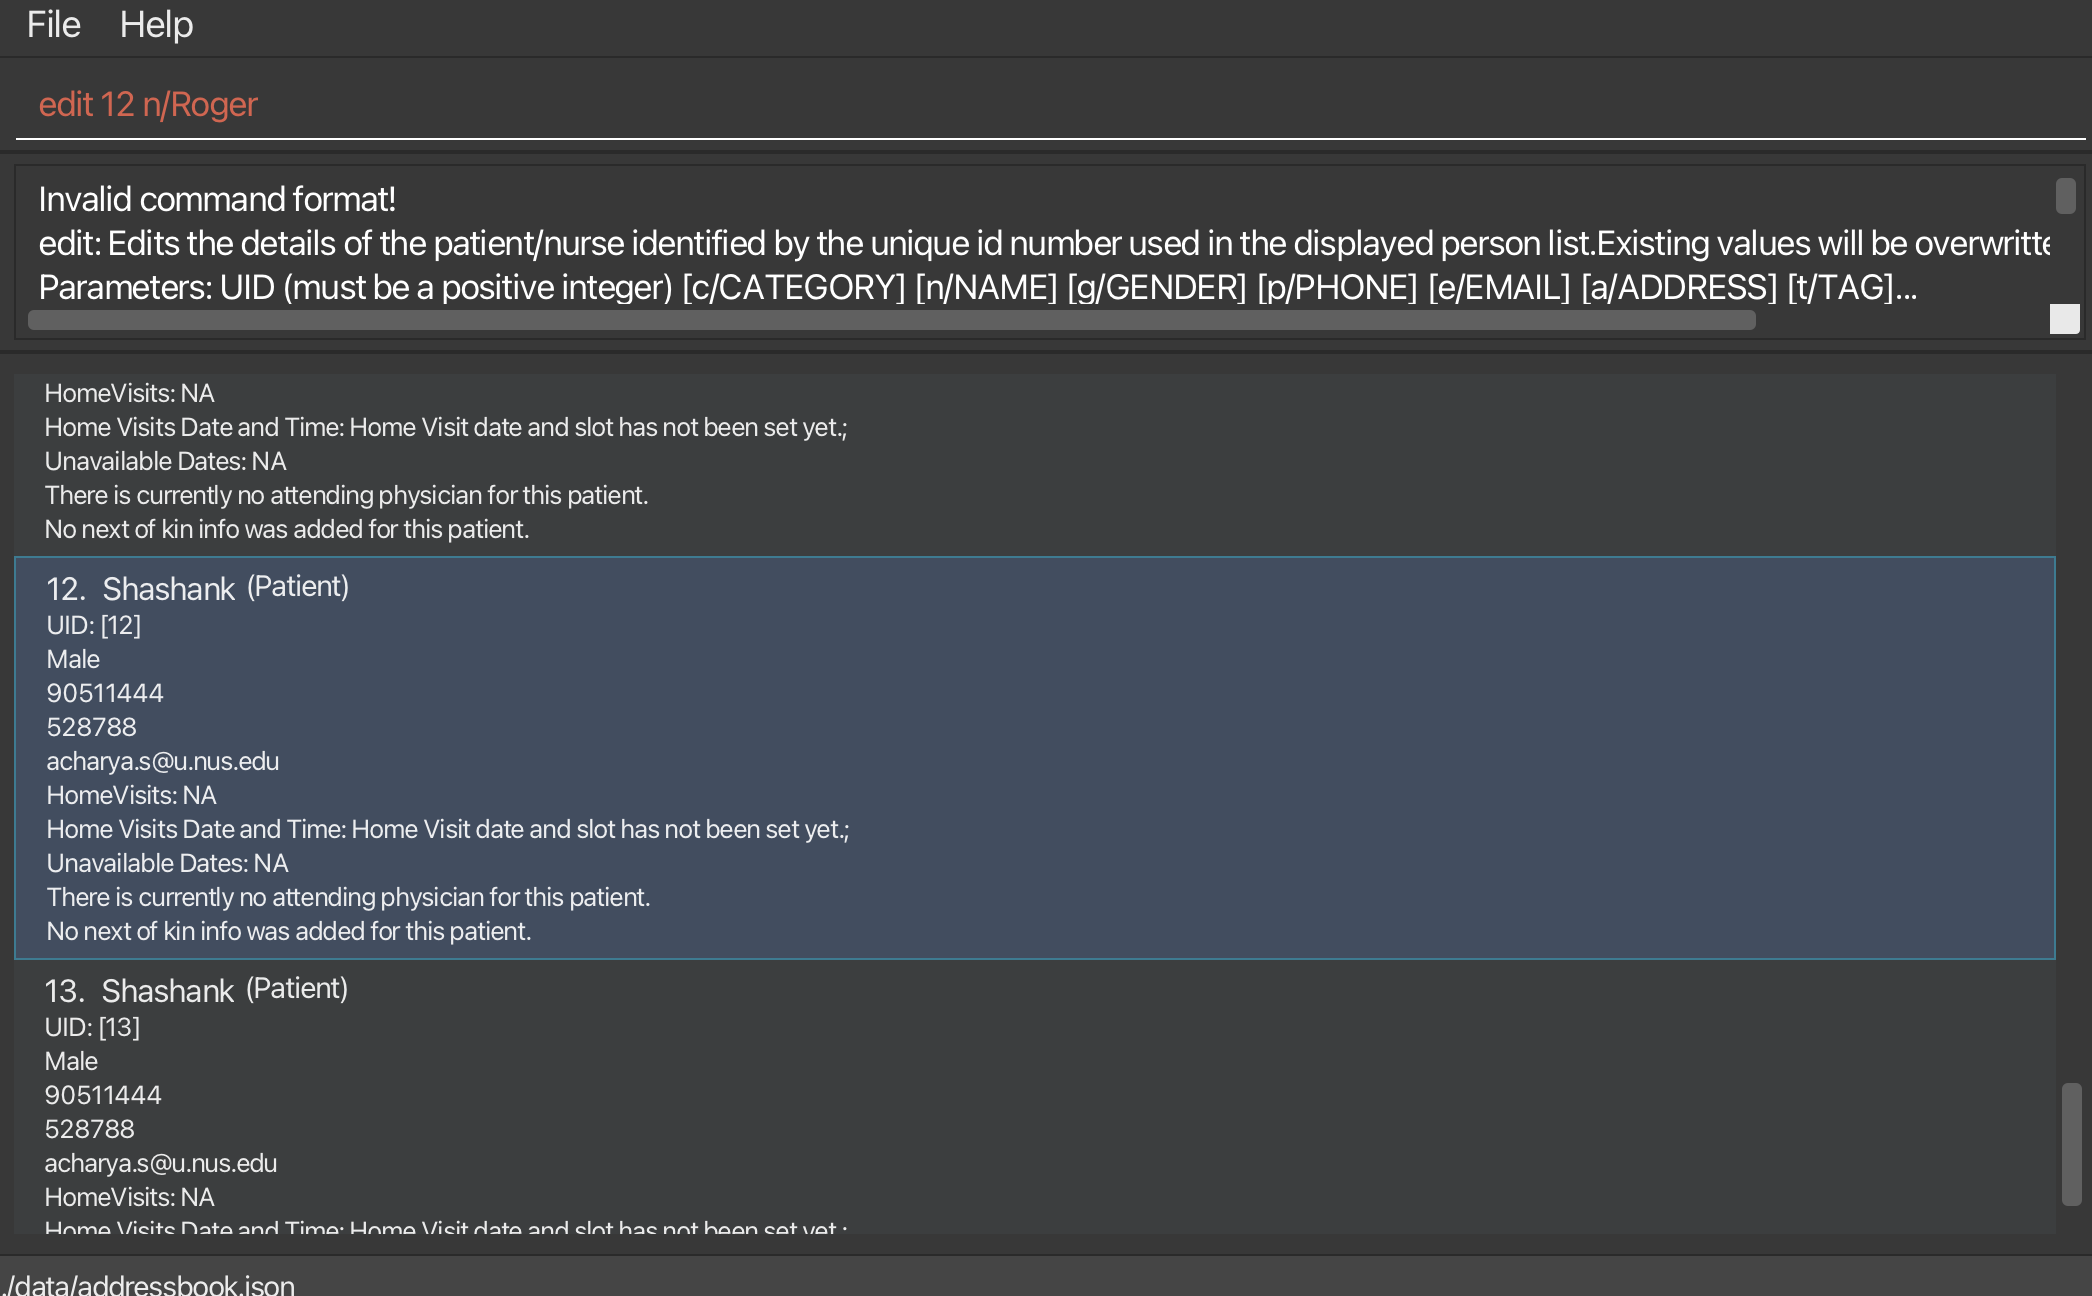 File Help
edit 12 n/Roger
Invalid command format!
edit: Edits the details of the patient/nurse identified by the unique id number used in the displayed person list.Existing values will be overwritte
Parameters: UID (must be a positive integer) [c/CATEGORY] [n/NAME] [g/GENDER] [p/PHONE] [e/EMAIL] [a/ADDRESS] [t/TAG]...
HomeVisits: NA
Home Visits Date and Time: Home Visit date and slot has not been set yet.;
Unavailable Dates: NA
There is currently no attending physician for this patient.
No next of kin info was added for this patient.
12. Shashank (Patient)
UID: [12]
Male
90511444
528788
acharya.s@u.nus.edu
HomeVisits: NA
Home Visits Date and Time: Home Visit date and slot has not been set yet.;
Unavailable Dates: NA
There is currently no attending physician for this patient.
No next of kin info was added for this patient.
13. Shashank (Patient)
UID: [13]
Male
90511444
528788
acharya.s@u.nus.edu
HomeVisits: NA
Home Visits Date and Time: Home Visit date and slot has not been set yet.;
./data/addressbook.json